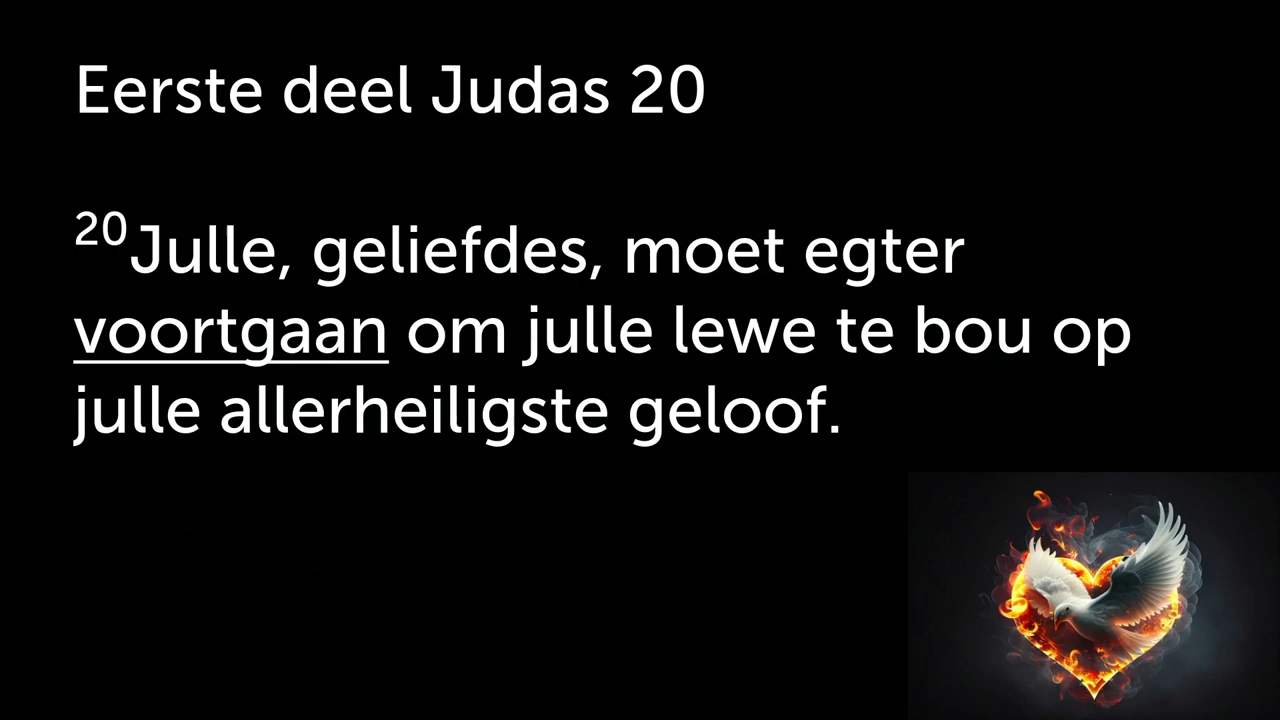 Eerste deel Judas 20
20Julle, geliefdes, moet egter
voortgaan om julle lewe te bou op
julle allerheiligste geloof.